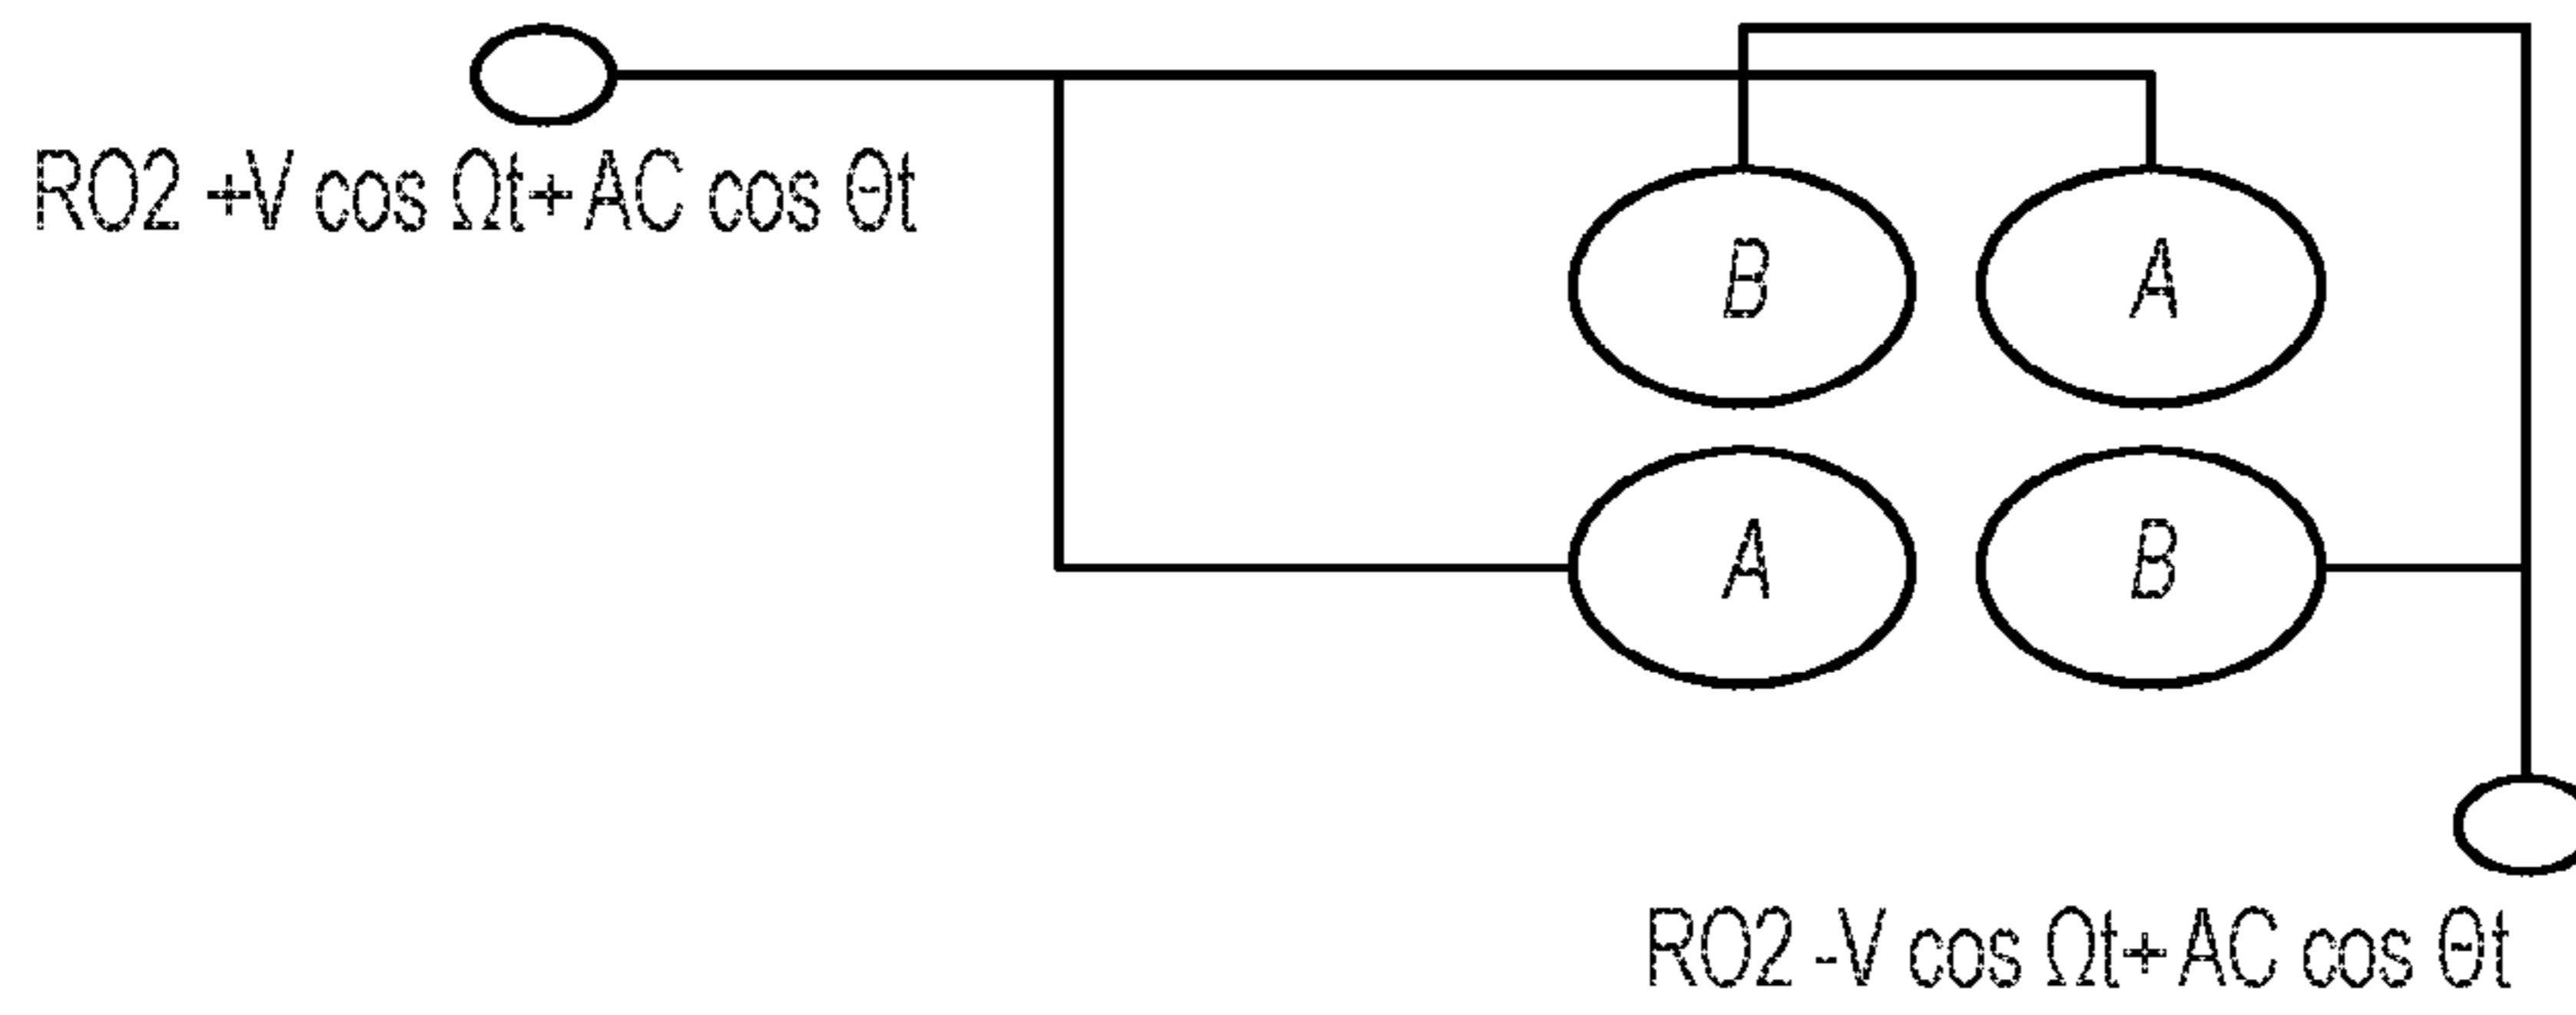 RO2 +V cos Ωt+AC cos Θt
B A
A B
RO2 -V cos Ωt+AC cos Θt